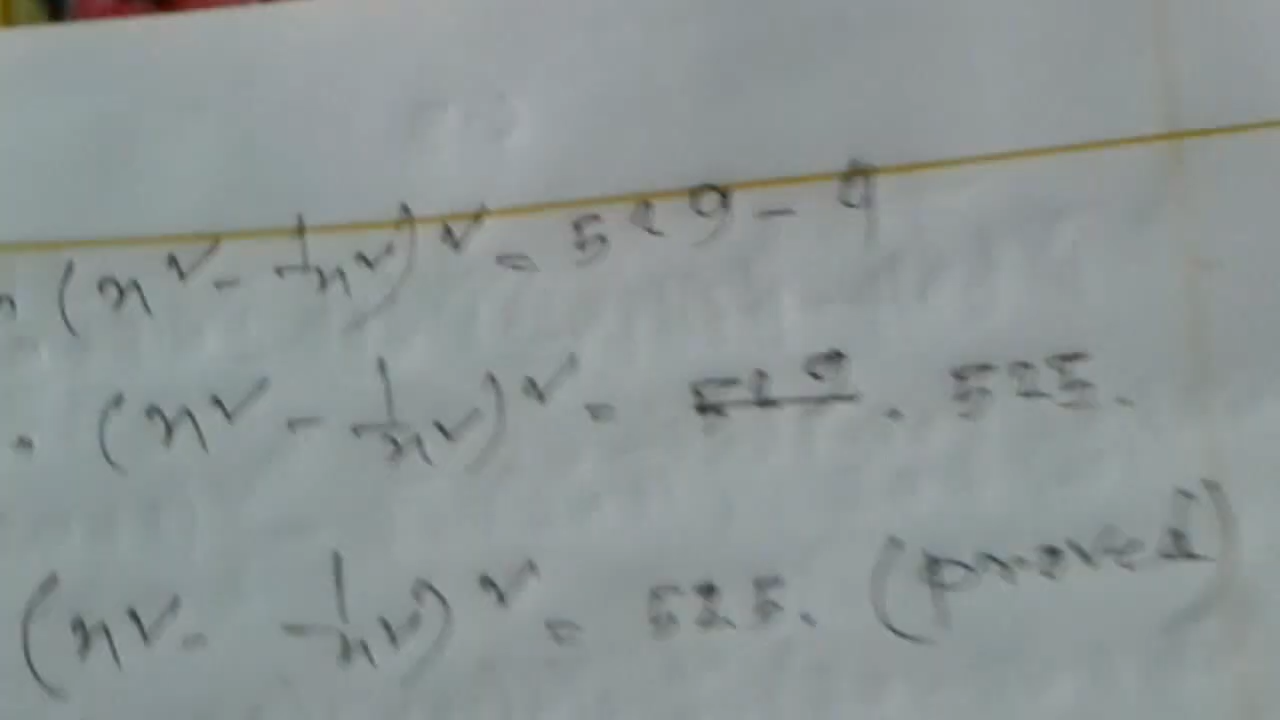 (x² - 1/x²)² = 529 - 4
(x² - 1/x²)² = 529. 525.
(x² - 1/x²)² = 525. (proved)